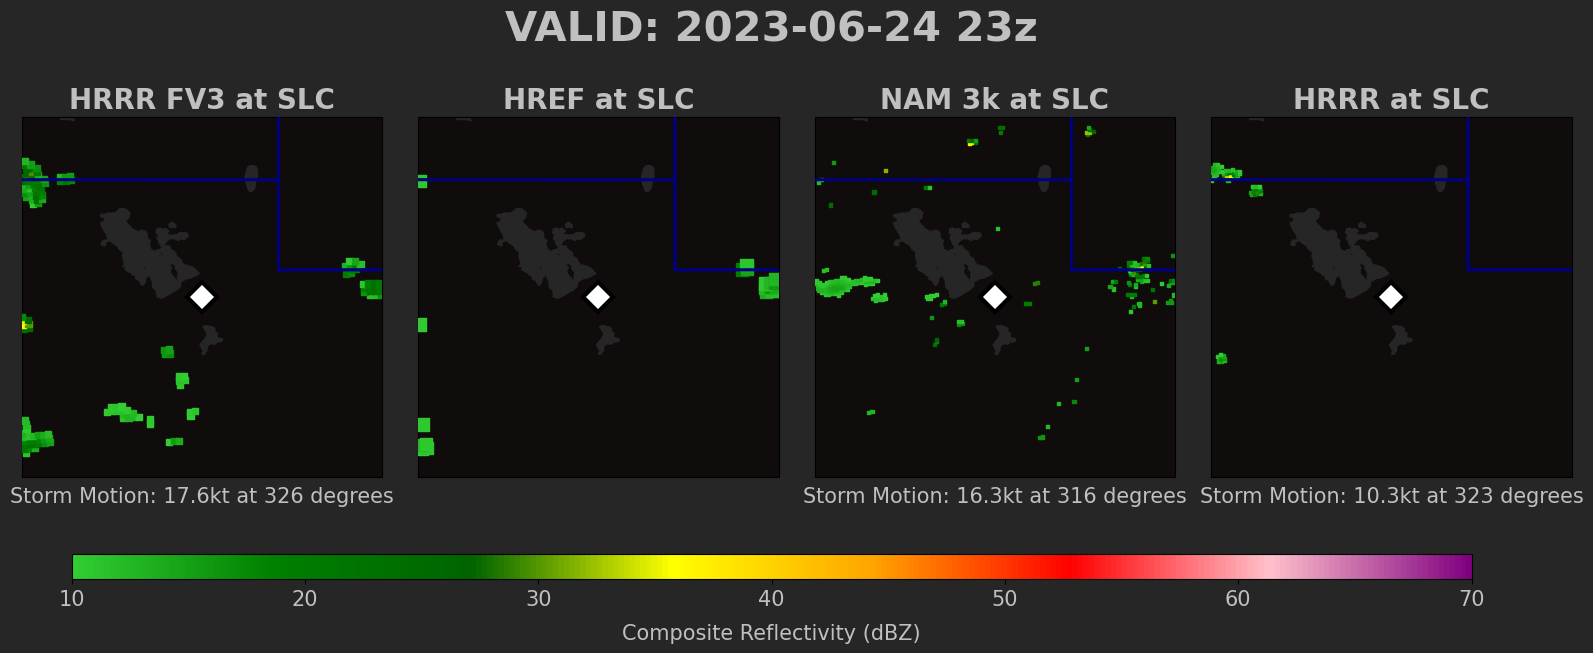 VALID: 2023-06-24 23z
HRRR FV3 at SLC
HREF at SLC
NAM 3k at SLC
HRRR at SLC
Storm Motion: 17.6kt at 326 degrees
Storm Motion: 16.3kt at 316 degrees
Storm Motion: 10.3kt at 323 degrees
10 20 30 40 50 60 70
Composite Reflectivity (dBZ)